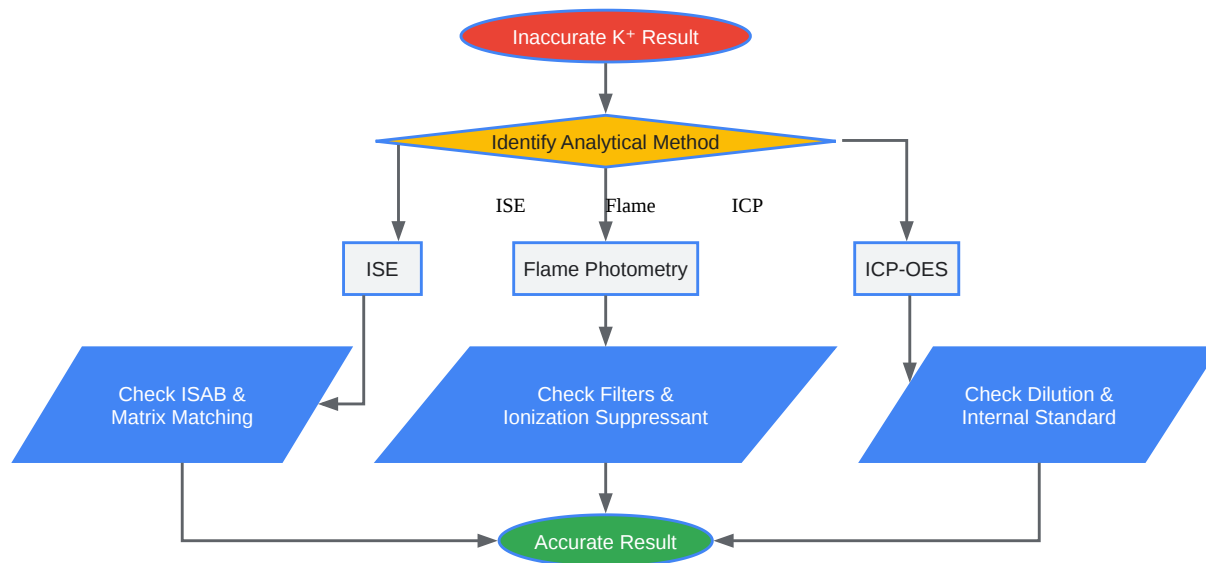 Inaccurate K⁺ Result
Identify Analytical Method
ISE
Flame
ICP
ISE
Flame Photometry
ICP-OES
Check ISAB &
Matrix Matching
Check Filters &
Ionization Suppressant
Check Dilution &
Internal Standard
Accurate Result